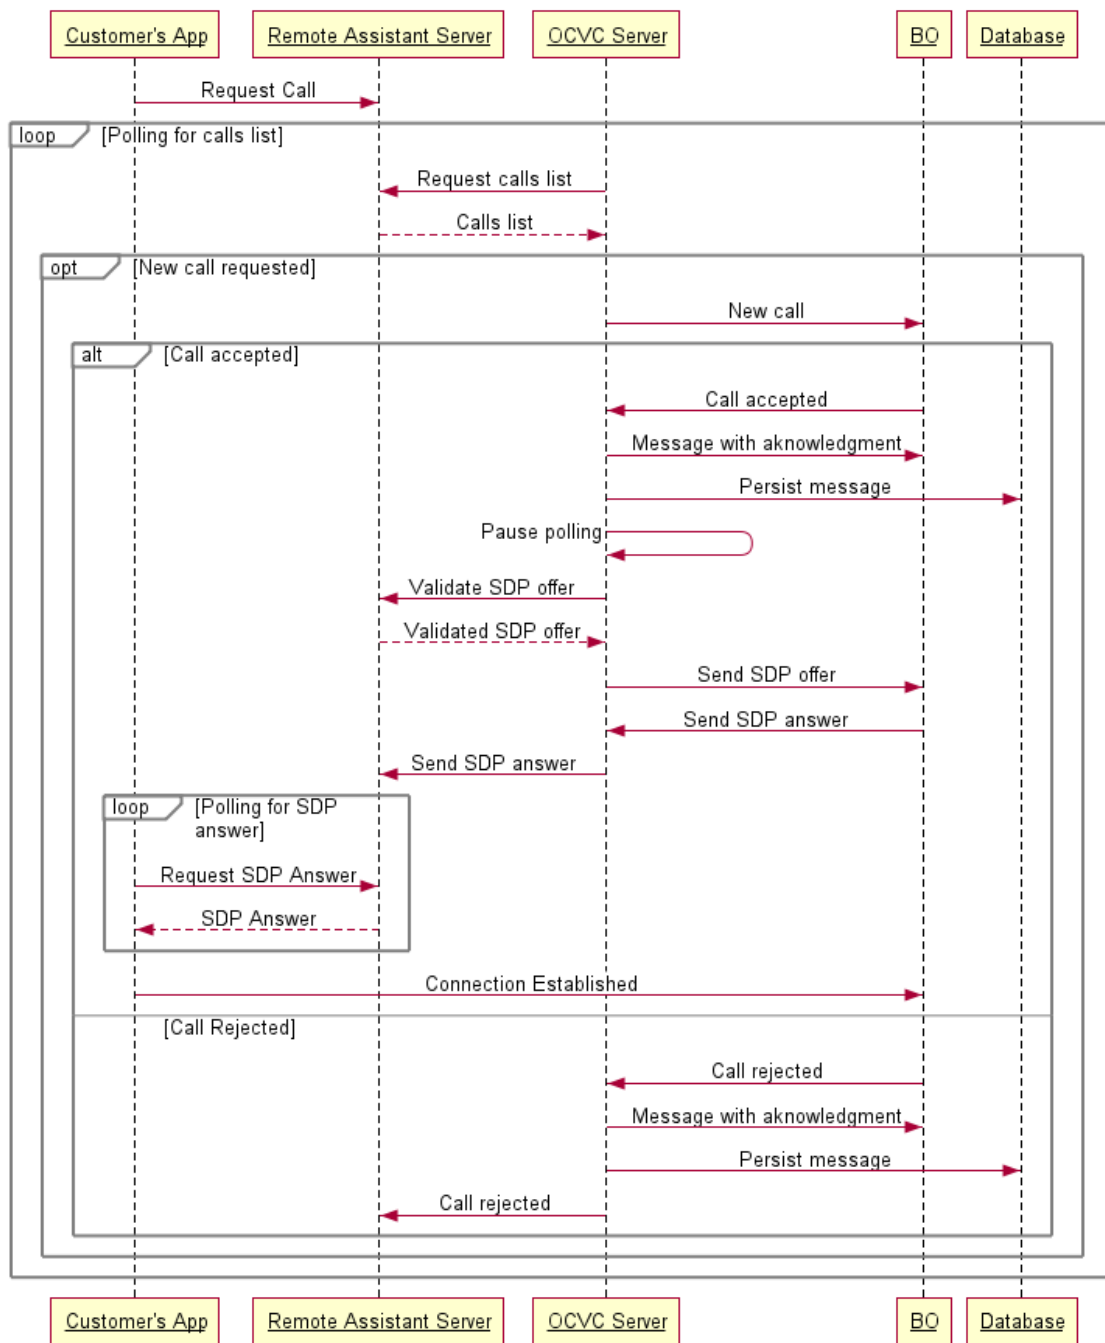 Customer's App
Remote Assistant Server
OCVC Server
BO
Database
Request Call
loop
[Polling for calls list]
Request calls list
Calls list
opt
[New call requested]
New call
alt
[Call accepted]
Call accepted
Message with aknowledgment
Persist message
Pause polling
Validate SDP offer
Validated SDP offer
Send SDP offer
Send SDP answer
Send SDP answer
loop
[Polling for SDP
answer]
Request SDP Answer
SDP Answer
Connection Established
[Call Rejected]
Call rejected
Message with aknowledgment
Persist message
Call rejected
Customer's App
Remote Assistant Server
OCVC Server
BO
Database